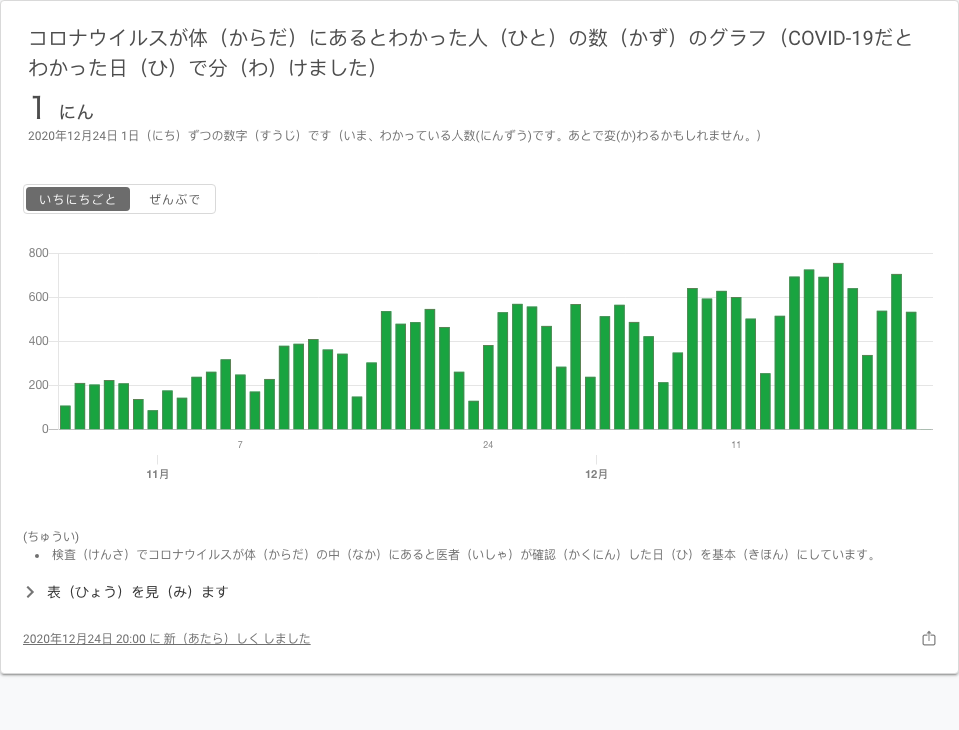 コロナウイルスが体（からだ）にあるとわかった人（ひと）の数（かず）のグラフ（COVID-19だと
わかった日（ひ）で分（わ）けました）
1 にん
2020年12月24日 1日（にち）ずつの数字（すうじ）です（いま、わかっている人数(にんずう)です。あとで変(か)わるかもしれません。）
いちにちごと ぜんぶで
800
600
400
200
0
7 24 11
11月 12月
(ちゅうい)
• 検査（けんさ）でコロナウイルスが体（からだ）の中（なか）にあると医者（いしゃ）が確認（かくにん）した日（ひ）を基本（きほん）にしています。
表（ひょう）を見（み）ます
2020年12月24日 20:00 に 新（あたら）しく しました